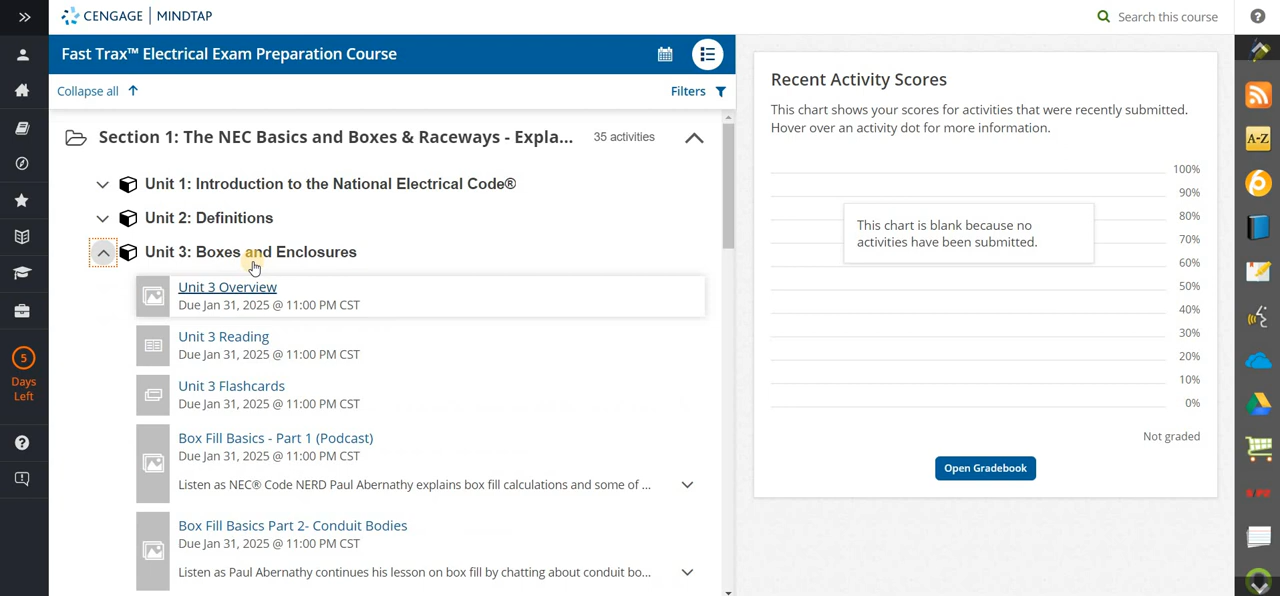 CENGAGE | MINDTAP
Search this course
Fast Trax™ Electrical Exam Preparation Course
Collapse all
Filters
Section 1: The NEC Basics and Boxes & Raceways - Expla...
35 activities
Unit 1: Introduction to the National Electrical Code®
Unit 2: Definitions
Unit 3: Boxes and Enclosures
Unit 3 Overview
Due Jan 31, 2025 @ 11:00 PM CST
Unit 3 Reading
Due Jan 31, 2025 @ 11:00 PM CST
Unit 3 Flashcards
Due Jan 31, 2025 @ 11:00 PM CST
Box Fill Basics - Part 1 (Podcast)
Due Jan 31, 2025 @ 11:00 PM CST
Listen as NEC® Code NERD Paul Abernathy explains box fill calculations and some of ...
Box Fill Basics Part 2- Conduit Bodies
Due Jan 31, 2025 @ 11:00 PM CST
Listen as Paul Abernathy continues his lesson on box fill by chatting about conduit bo...
5
Days
Left
Recent Activity Scores
This chart shows your scores for activities that were recently submitted.
Hover over an activity dot for more information.
100%
90%
80%
70%
60%
50%
40%
30%
20%
10%
0%
This chart is blank because no
activities have been submitted.
Not graded
Open Gradebook
A-Z